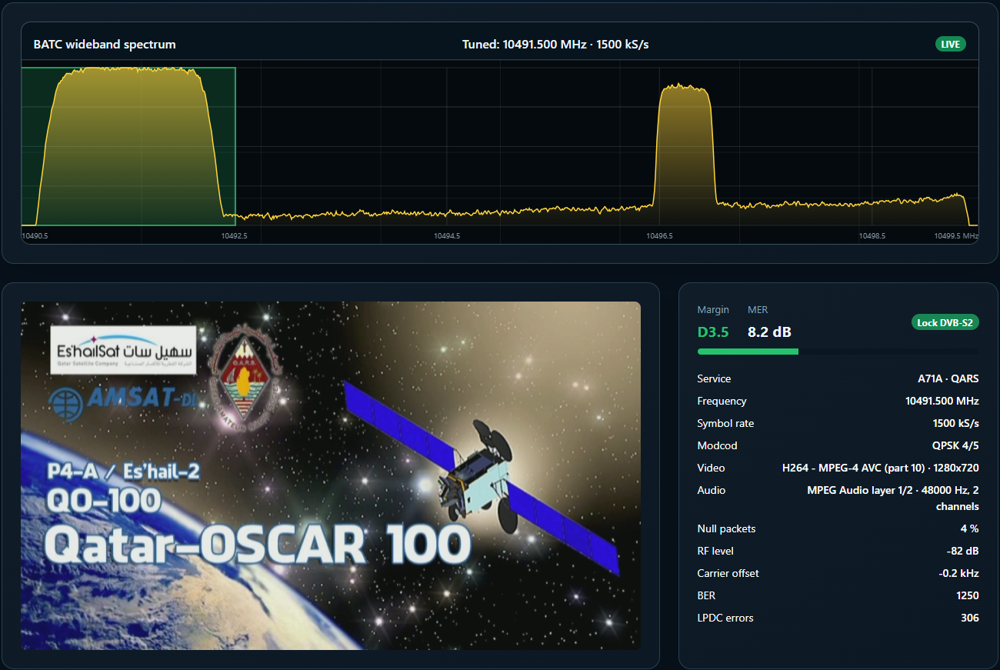 BATC wideband spectrum
Tuned: 10491.500 MHz · 1500 kS/s
LIVE
10490.5
10492.5
10494.5
10496.5
10498.5
10499.5 MHz
Es'hailSat سهيل سات
Qatar Satellite Company الشركة القطرية للأقمار الصناعية
Q.A.R.S.
AMATEUR RADIO
AMSAT-DL
P4-A / Es'hail-2
QO-100
Qatar-OSCAR 100
Margin
MER
D3.5
8.2 dB
Lock DVB-S2
Service
A71A · QARS
Frequency
10491.500 MHz
Symbol rate
1500 kS/s
Modcod
QPSK 4/5
Video
H264 - MPEG-4 AVC (part 10) · 1280x720
Audio
MPEG Audio layer 1/2 · 48000 Hz, 2
channels
Null packets
4 %
RF level
-82 dB
Carrier offset
-0.2 kHz
BER
1250
LPDC errors
306